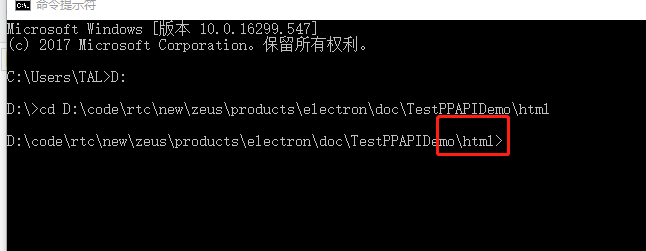 命令提示符
Microsoft Windows [版本 10.0.16299.547]
(c) 2017 Microsoft Corporation。保留所有权利。
C:\Users\TAL>D:
D:\>cd D:\code\rtc\new\zeus\products\electron\doc\TestPPAPIDemo\html
D:\code\rtc\new\zeus\products\electron\doc\TestPPAPIDemo\html>